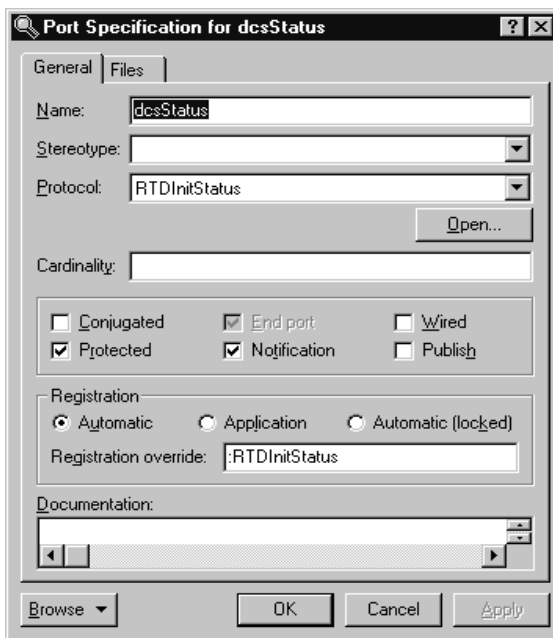 Port Specification for dcsStatus
General Files
Name: dcsStatus
Stereotype:
Protocol: RTDInitStatus
Open...
Cardinality:
Conjugated End port Wired
Protected Notification Publish
Registration
Automatic Application Automatic (locked)
Registration override: :RTDInitStatus
Documentation:
Browse OK Cancel Apply